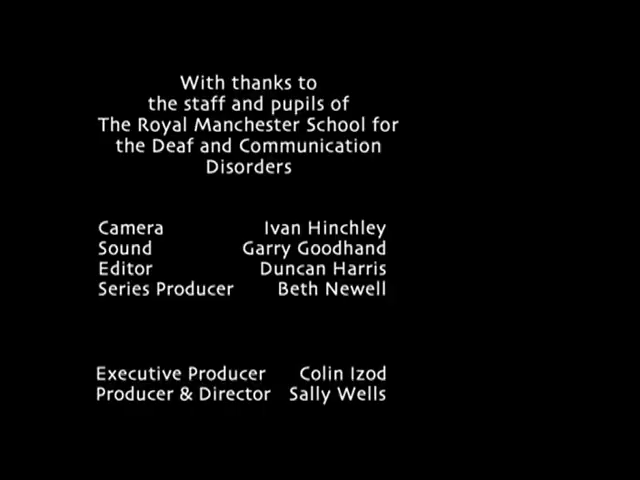 With thanks to
the staff and pupils of
The Royal Manchester School for
the Deaf and Communication
Disorders
Camera Ivan Hinchley
Sound Garry Goodhand
Editor Duncan Harris
Series Producer Beth Newell
Executive Producer Colin Izod
Producer & Director Sally Wells